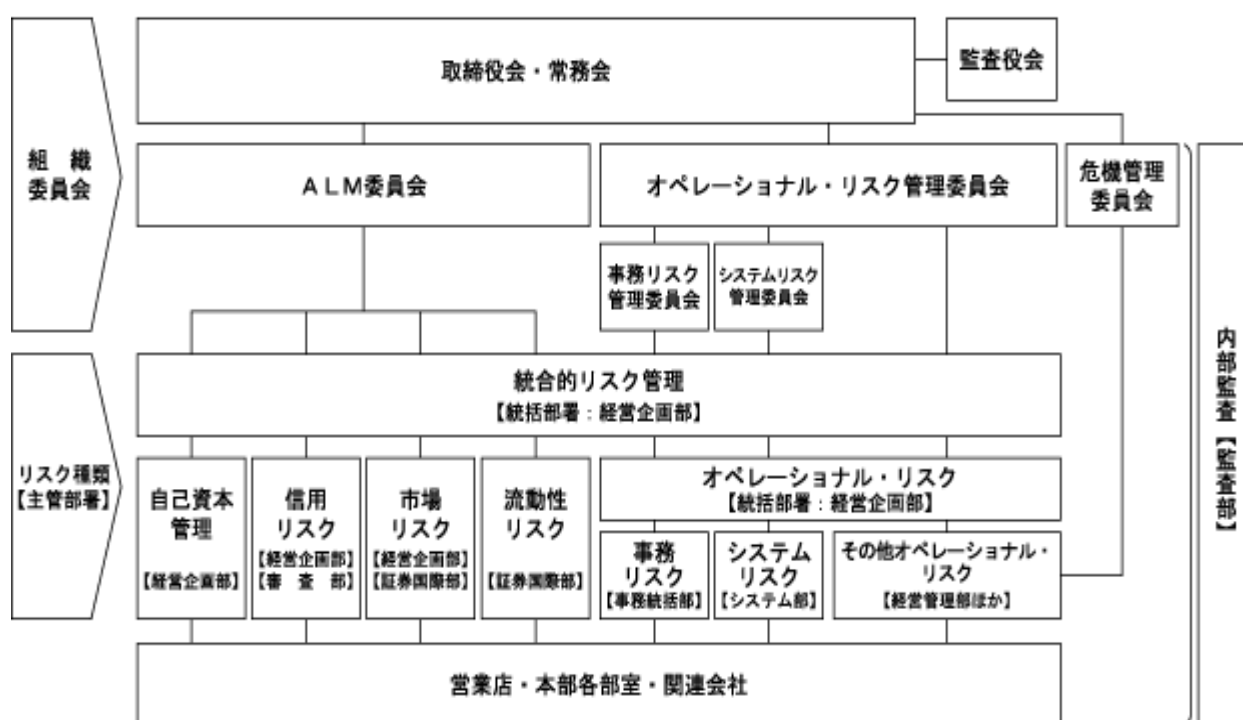 取締役会・常務会
監査役会
組　織
委員会
ＡＬＭ委員会
オペレーショナル・リスク管理委員会
危機管理
委員会
事務リスク
管理委員会
システムリスク
管理委員会
統合的リスク管理
【統括部署：経営企画部】
リスク種類
【主管部署】
自己資本
管理
【経営企画部】
信用
リスク
【経営企画部】
【審　査　部】
市場
リスク
【経営企画部】
【証券国際部】
流動性
リスク
【証券国際部】
オペレーショナル・リスク
【統括部署：経営企画部】
事務
リスク
【事務統括部】
システム
リスク
【システム部】
その他オペレーショナル・
リスク
【経営管理部ほか】
営業店・本部各部室・関連会社
内部監査【監査部】